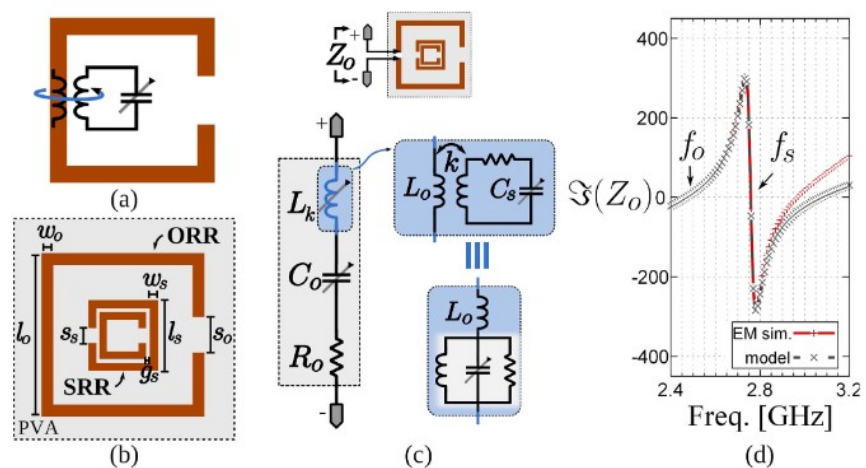 (a)
w_o
ORR
w_s
l_o
s_s
l_s
s_o
SRR
g_s
PVA
(b)
+
Z_o
-
+
L_k
C_o
R_o
-
k
L_o
C_s
L_o
(c)
ℑ(Z_o)
400
200
0
-200
-400
f_o
f_s
EM sim.
model
2.4
2.8
3.2
Freq. [GHz]
(d)